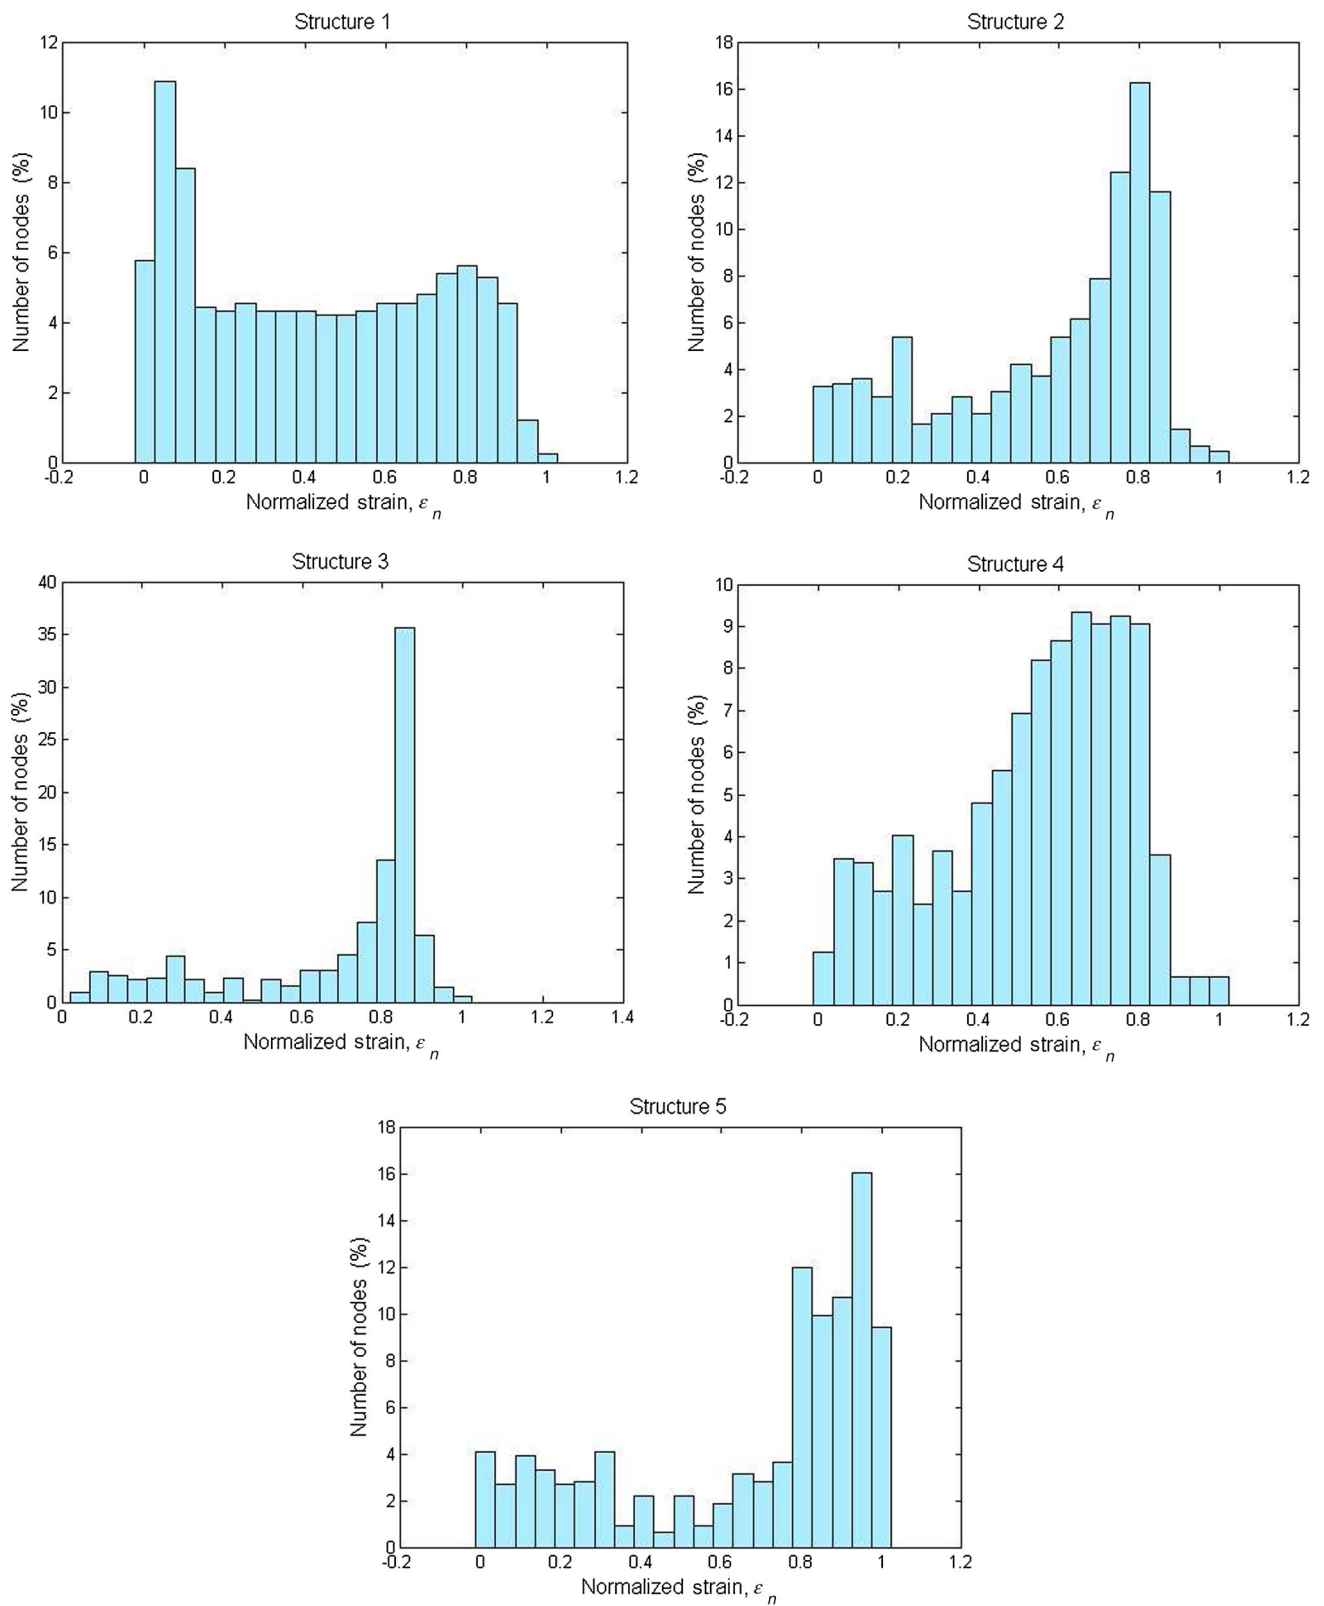 Structure 1
12
10
8
6
4
2
0
Number of nodes (%)
-0.2 0 0.2 0.4 0.6 0.8 1 1.2
Normalized strain, εn
Structure 2
18
16
14
12
10
8
6
4
2
0
Number of nodes (%)
-0.2 0 0.2 0.4 0.6 0.8 1 1.2
Normalized strain, εn
Structure 3
40
35
30
25
20
15
10
5
0
Number of nodes (%)
0 0.2 0.4 0.6 0.8 1 1.2 1.4
Normalized strain, εn
Structure 4
10
9
8
7
6
5
4
3
2
1
0
Number of nodes (%)
-0.2 0 0.2 0.4 0.6 0.8 1 1.2
Normalized strain, εn
Structure 5
18
16
14
12
10
8
6
4
2
0
Number of nodes (%)
-0.2 0 0.2 0.4 0.6 0.8 1 1.2
Normalized strain, εn